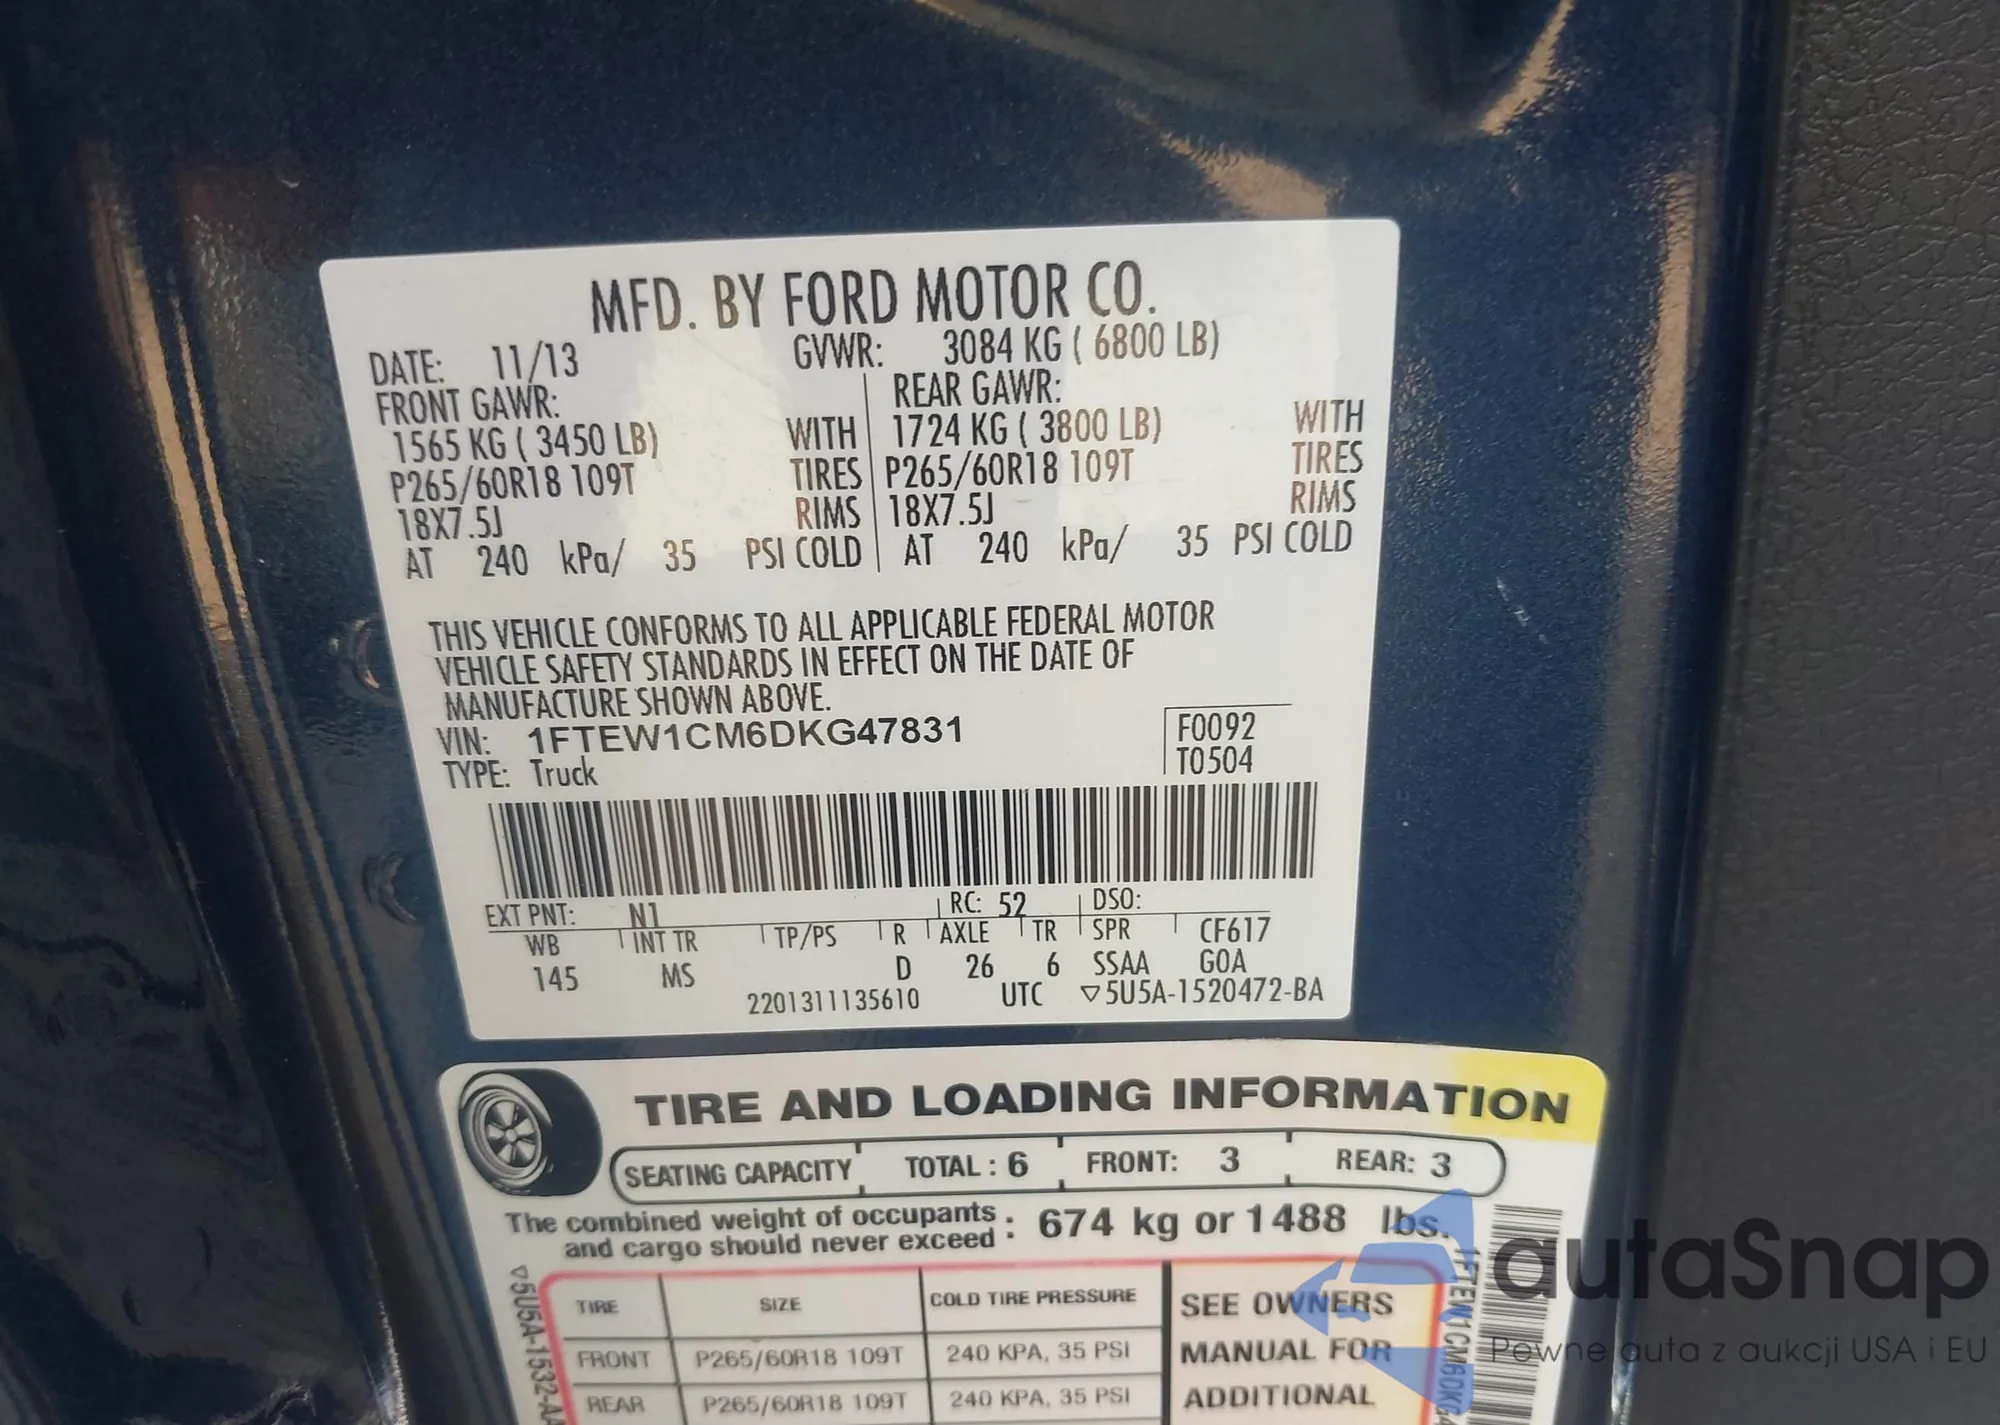 MFD. BY FORD MOTOR CO.
DATE: 11/13 GVWR: 3084 KG ( 6800 LB)
FRONT GAWR: REAR GAWR:
1565 KG ( 3450 LB) WITH 1724 KG ( 3800 LB) WITH
P265/60R18 109T TIRES P265/60R18 109T TIRES
18X7.5J RIMS 18X7.5J RIMS
AT 240 kPa/ 35 PSI COLD AT 240 kPa/ 35 PSI COLD
THIS VEHICLE CONFORMS TO ALL APPLICABLE FEDERAL MOTOR
VEHICLE SAFETY STANDARDS IN EFFECT ON THE DATE OF
MANUFACTURE SHOWN ABOVE.
VIN: 1FTEW1CM6DKG47831 F0092
TYPE: Truck T0504
EXT PNT: N1 RC: 52 DSO:
WB INT TR TP/PS R AXLE TR SPR CF617
145 MS D 26 6 SSAA GOA
2201311135610 UTC ▽5U5A-1520472-BA
TIRE AND LOADING INFORMATION
SEATING CAPACITY TOTAL : 6 FRONT: 3 REAR: 3
The combined weight of occupants
and cargo should never exceed : 674 kg or 1488 lbs.
TIRE SIZE COLD TIRE PRESSURE SEE OWNERS
FRONT P265/60R18 109T 240 KPA, 35 PSI MANUAL FOR
REAR P265/60R18 109T 240 KPA, 35 PSI ADDITIONAL
▽5U5A-1532-AA
1FTEW1CM6DKG4
autaSnap
Pewne auta z aukcji USA i EU